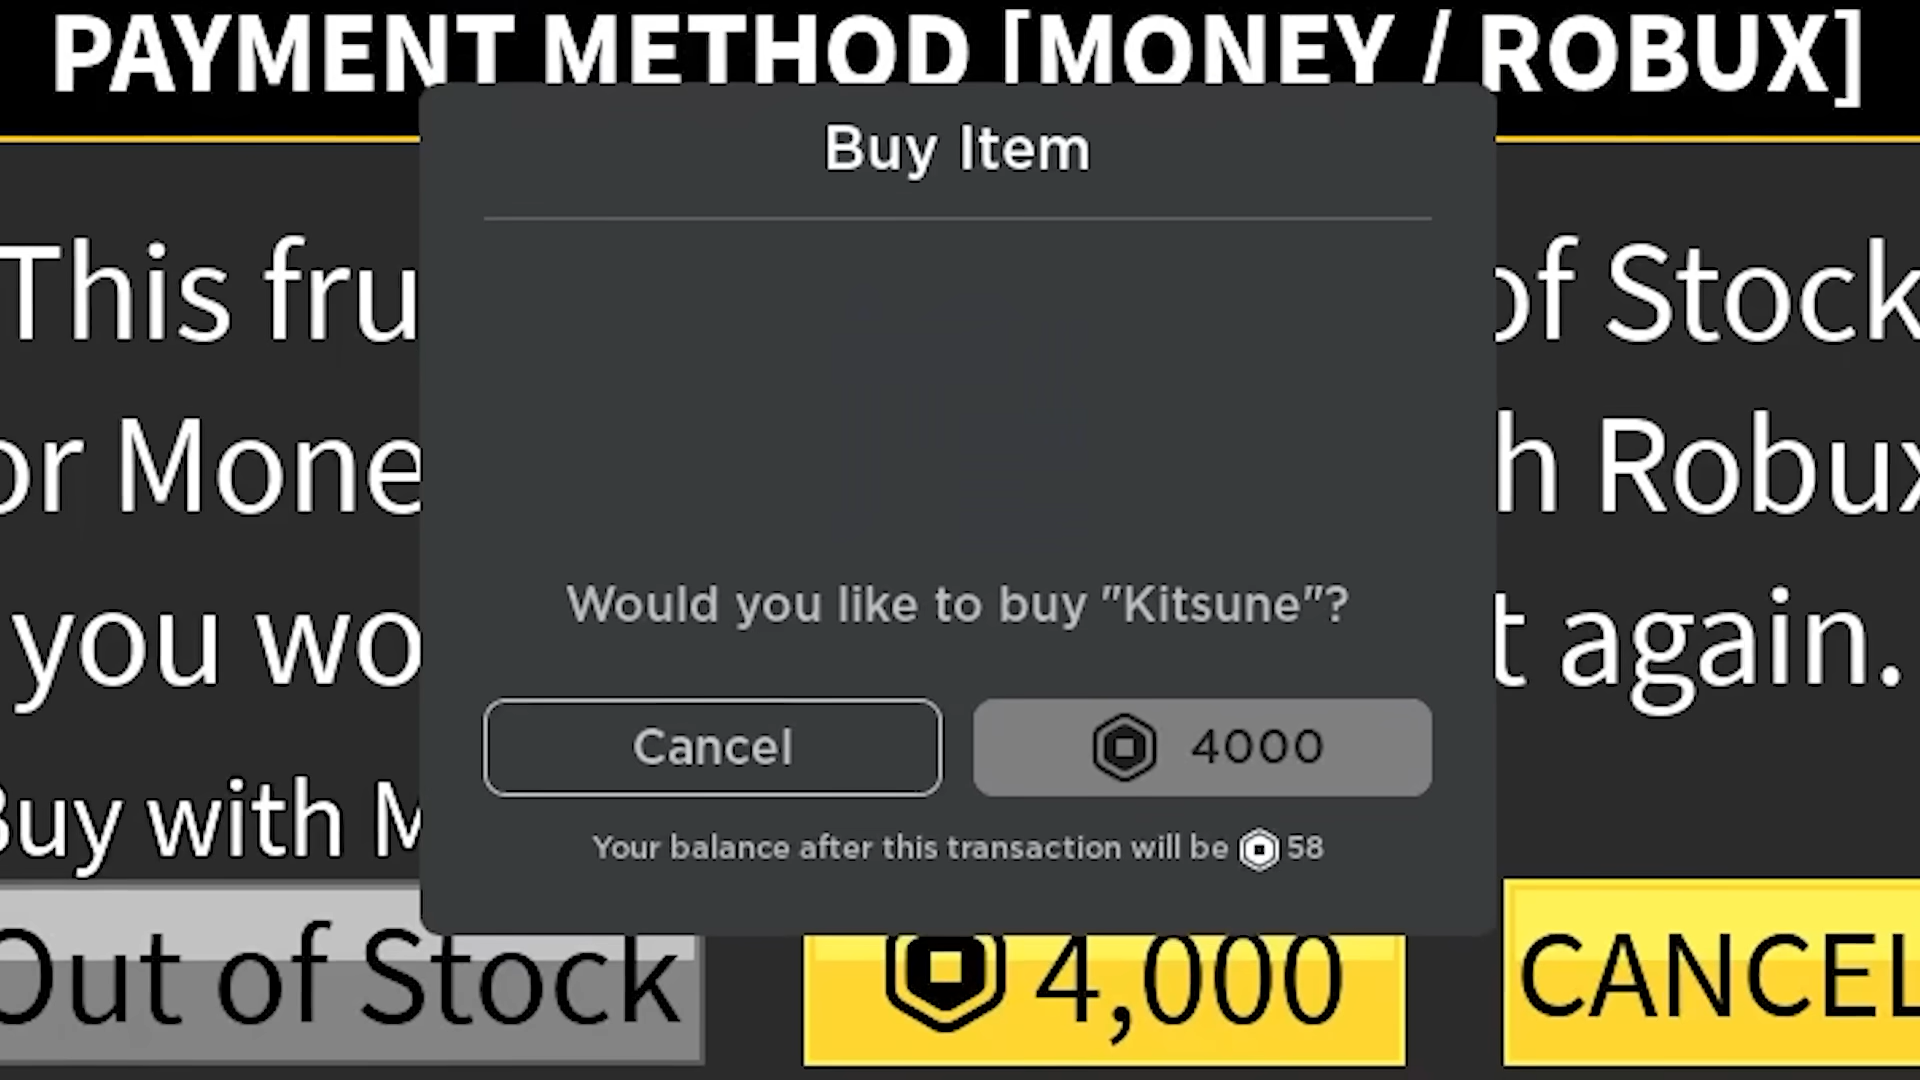 PAYMENT METHOD [MONEY / ROBUX]
Buy Item
This fru
of Stock
or Mone
h Robux
Would you like to buy "Kitsune"?
you wo
t again.
Cancel
4000
Buy with M
Your balance after this transaction will be 58
Out of Stock
4,000
CANCEL